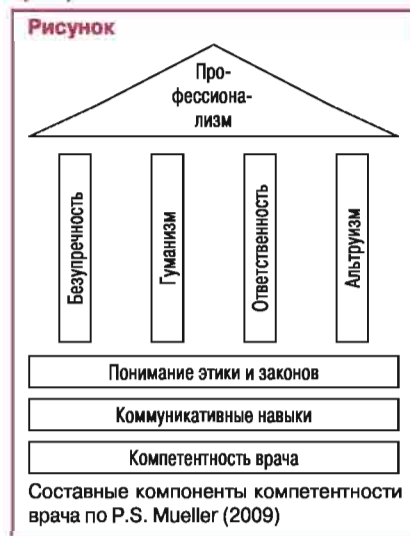 Рисунок
Про-
фессиона-
лизм
Безупречность
Гуманизм
Ответственность
Альтруизм
Понимание этики и законов
Коммуникативные навыки
Компетентность врача
Составные компоненты компетентности
врача по P.S. Mueller (2009)